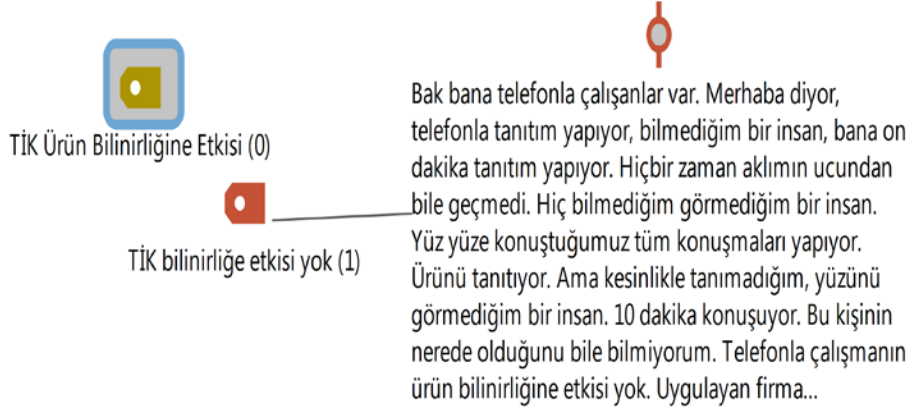 TİK Ürün Bilinirliğine Etkisi (0)
TİK bilinirliğe etkisi yok (1)
Bak bana telefonla çalışanlar var. Merhaba diyor,
telefonla tanıtım yapıyor, bilmediğim bir insan, bana on
dakika tanıtım yapıyor. Hiçbir zaman aklımın ucundan
bile geçmedi. Hiç bilmediğim görmediğim bir insan.
Yüz yüze konuştuğumuz tüm konuşmaları yapıyor.
Ürünü tanıtıyor. Ama kesinlikle tanımadığım, yüzünü
görmediğim bir insan. 10 dakika konuşuyor. Bu kişinin
nerede olduğunu bile bilmiyorum. Telefonla çalışmanın
ürün bilinirliğine etkisi yok. Uygulayan firma...